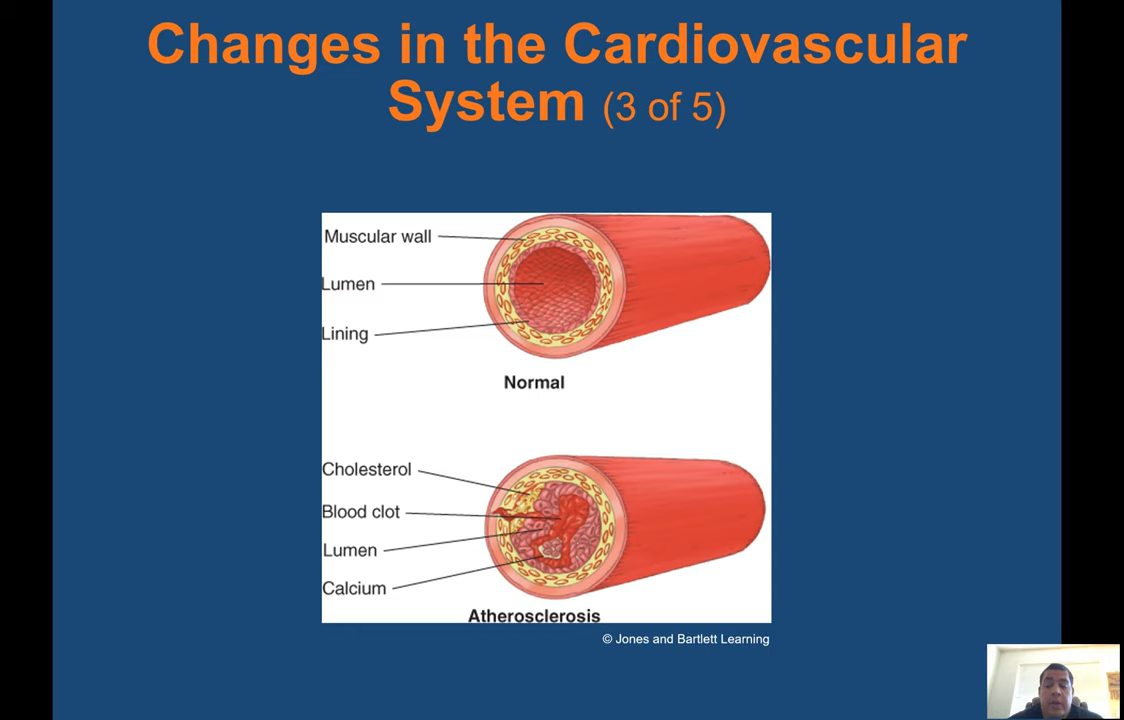 Changes in the Cardiovascular
System (3 of 5)
Muscular wall
Lumen
Lining
Normal
Cholesterol
Blood clot
Lumen
Calcium
Atherosclerosis
© Jones and Bartlett Learning